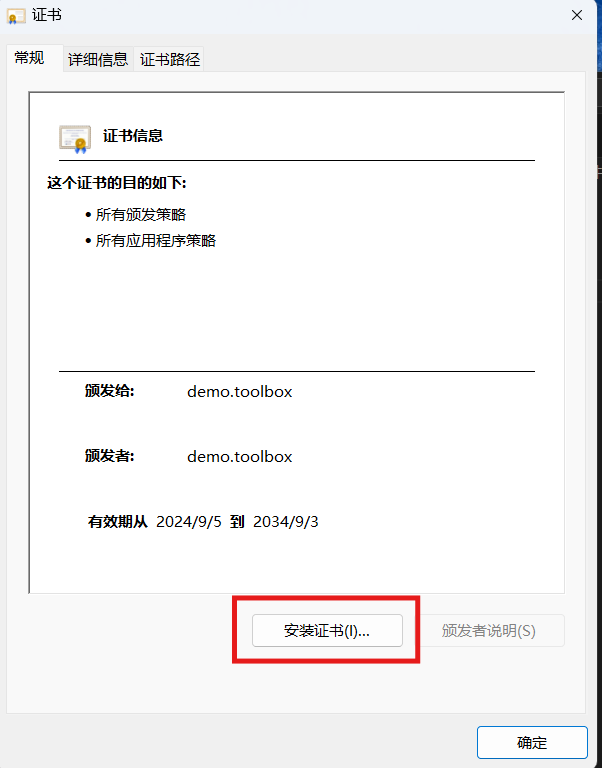 证书
常规 详细信息 证书路径
证书信息
这个证书的目的如下:
• 所有颁发策略
• 所有应用程序策略
颁发给: demo.toolbox
颁发者: demo.toolbox
有效期从 2024/9/5 到 2034/9/3
安装证书(I)... 颁发者说明(S)
确定